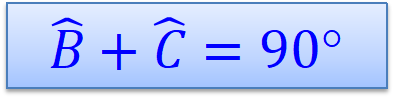 B̂ + Ĉ = 90°